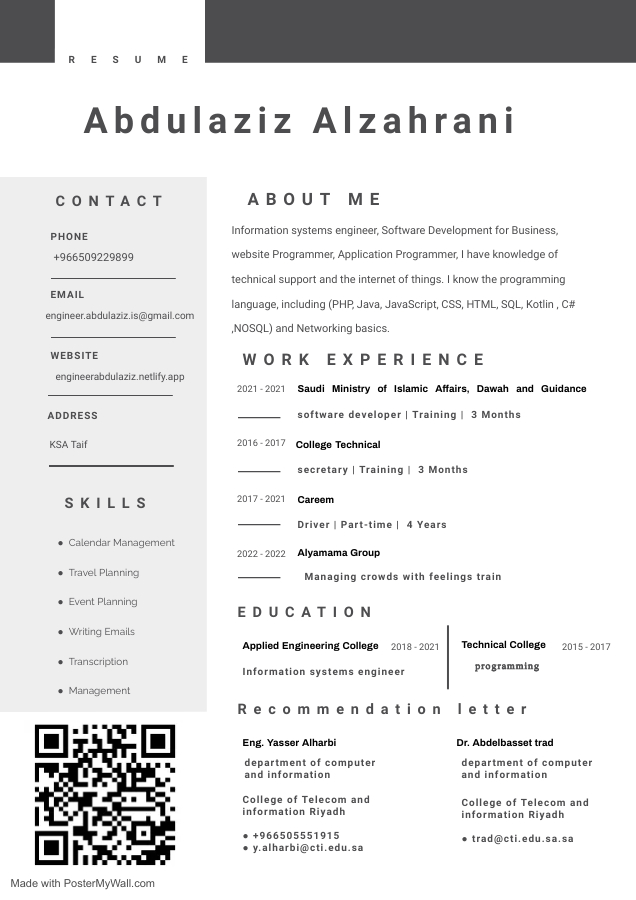 RESUME
Abdulaziz Alzahrani
CONTACT
PHONE
+966509229899
EMAIL
engineer.abdulaziz.is@gmail.com
WEBSITE
engineerabdulaziz.netlify.app
ADDRESS
KSA Taif
SKILLS
● Calendar Management
● Travel Planning
● Event Planning
● Writing Emails
● Transcription
● Management
ABOUT ME
Information systems engineer, Software Development for Business,
website Programmer, Application Programmer, I have knowledge of
technical support and the internet of things. I know the programming
language, including (PHP, Java, JavaScript, CSS, HTML, SQL, Kotlin , C#
,NOSQL) and Networking basics.
WORK EXPERIENCE
2021 - 2021 Saudi Ministry of Islamic Affairs, Dawah and Guidance
software developer | Training | 3 Months
2016 - 2017 College Technical
secretary | Training | 3 Months
2017 - 2021 Careem
Driver | Part-time | 4 Years
2022 - 2022 Alyamama Group
Managing crowds with feelings train
EDUCATION
Applied Engineering College 2018 - 2021
Information systems engineer
Technical College 2015 - 2017
programming
Recommendation letter
Eng. Yasser Alharbi
department of computer
and information
College of Telecom and
information Riyadh
● +966505551915
● y.alharbi@cti.edu.sa
Dr. Abdelbasset trad
department of computer
and information
College of Telecom and
information Riyadh
● trad@cti.edu.sa.sa
Made with PosterMyWall.com